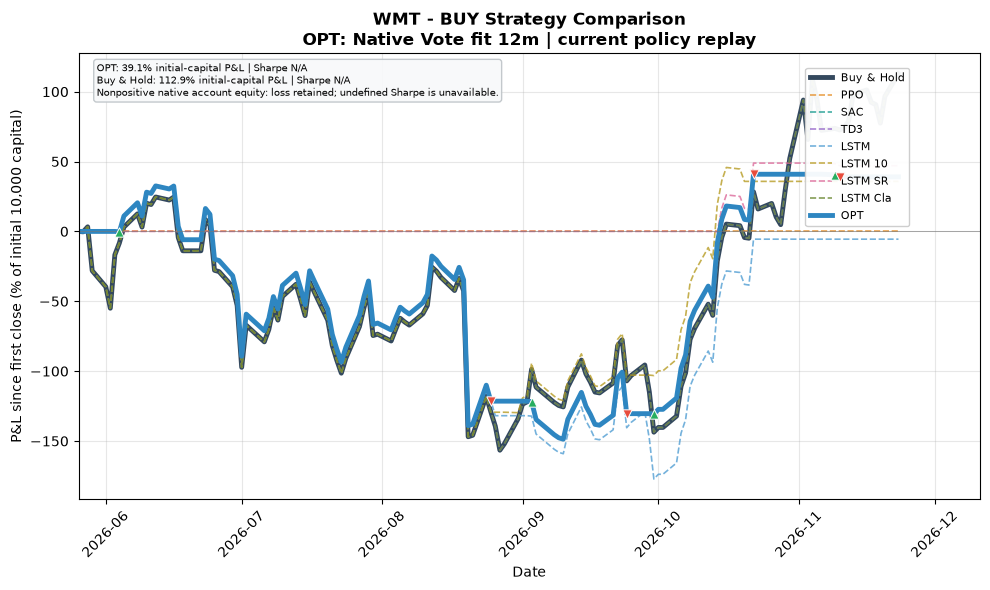 WMT - BUY Strategy Comparison
OPT: Native Vote fit 12m | current policy replay
OPT: 39.1% initial-capital P&L | Sharpe N/A
Buy & Hold: 112.9% initial-capital P&L | Sharpe N/A
Nonpositive native account equity: loss retained; undefined Sharpe is unavailable.
Buy & Hold
PPO
SAC
TD3
LSTM
LSTM 10
LSTM SR
LSTM Cla
OPT
P&L since first close (% of initial 10,000 capital)
100
50
0
−50
−100
−150
2026-06
2026-07
2026-08
2026-09
2026-10
2026-11
2026-12
Date